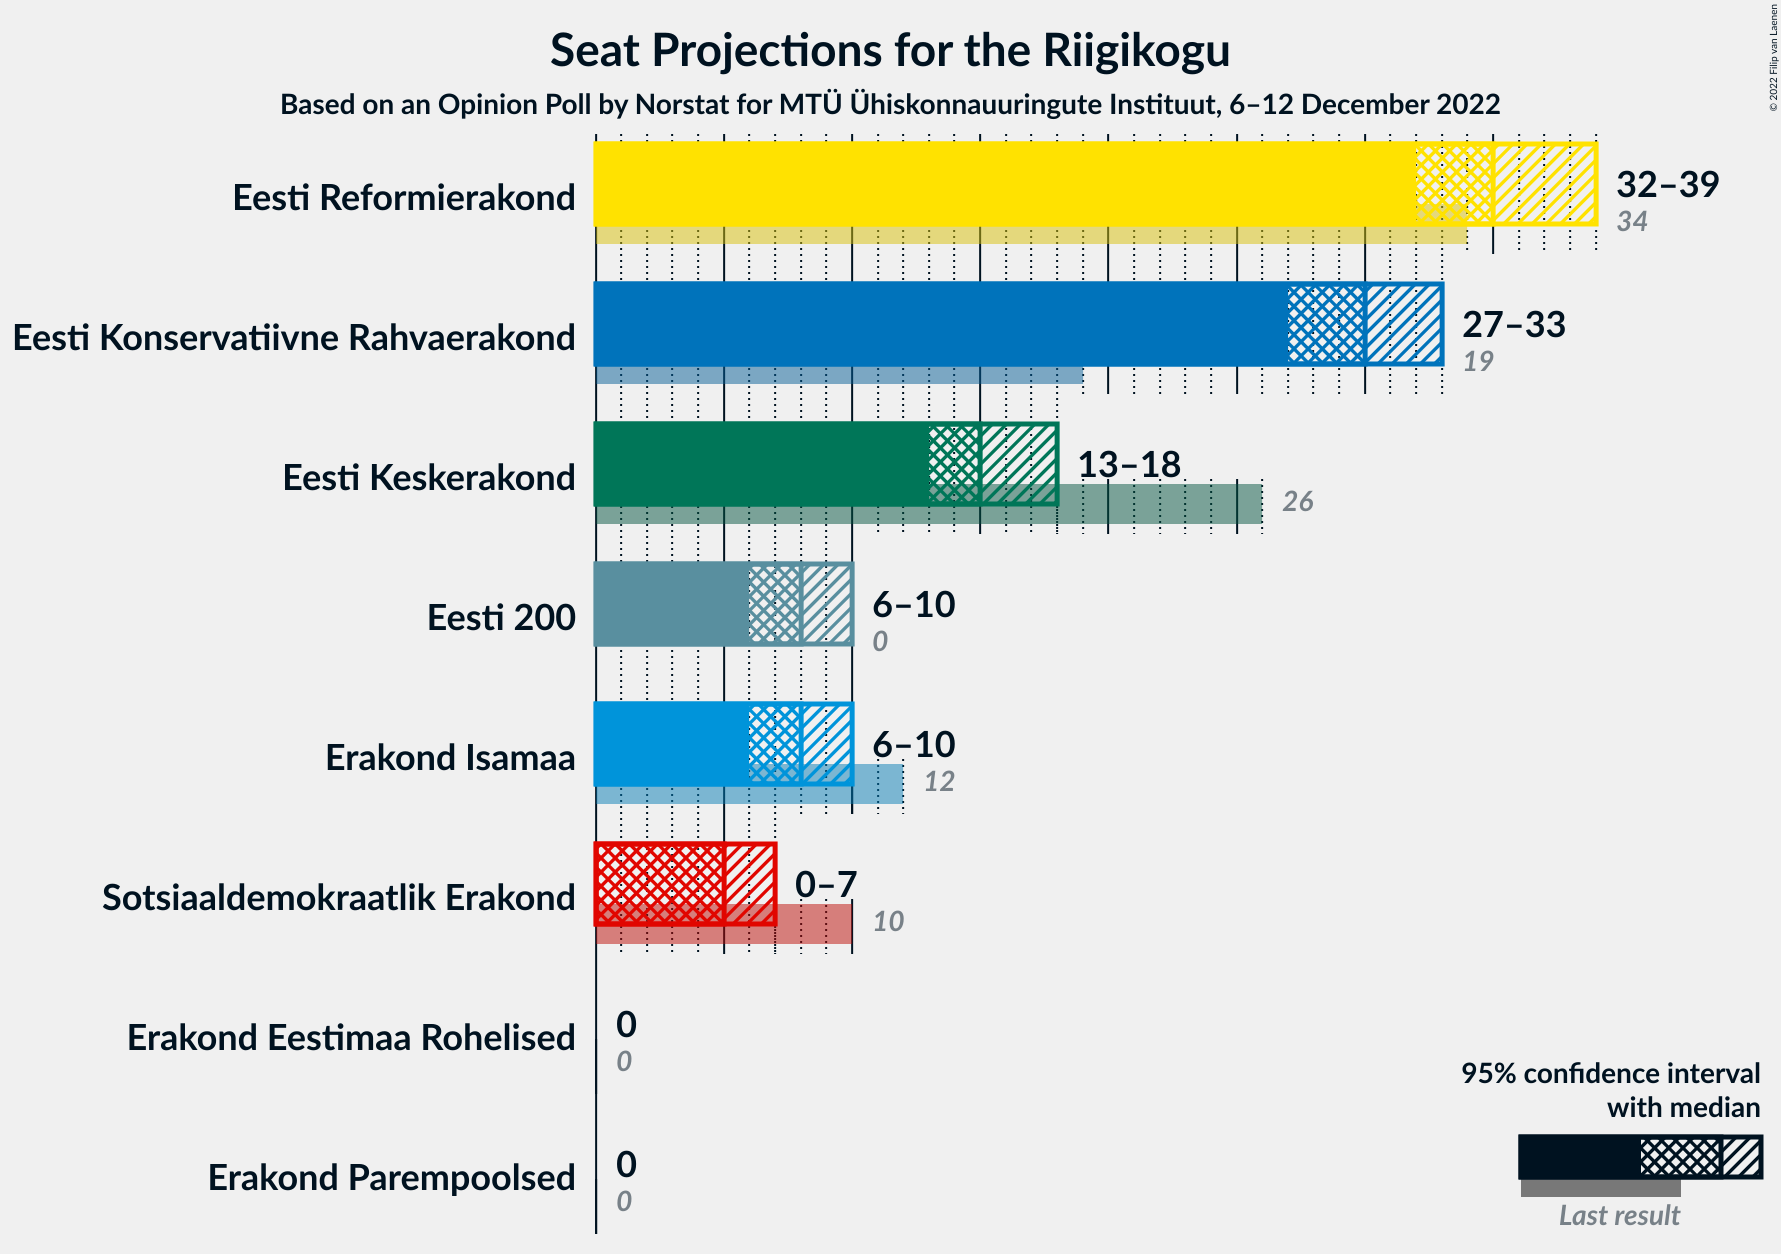 Seat Projections for the Riigikogu
Based on an Opinion Poll by Norstat for MTÜ Ühiskonnauuringute Instituut, 6–12 December 2022
© 2022 Filip van Laenen
Eesti Reformierakond
32–39
34
Eesti Konservatiivne Rahvaerakond
27–33
19
Eesti Keskerakond
13–18
26
Eesti 200
6–10
0
Erakond Isamaa
6–10
12
Sotsiaaldemokraatlik Erakond
0–7
10
Erakond Eestimaa Rohelised
0
0
Erakond Parempoolsed
0
0
95% confidence interval
with median
Last result